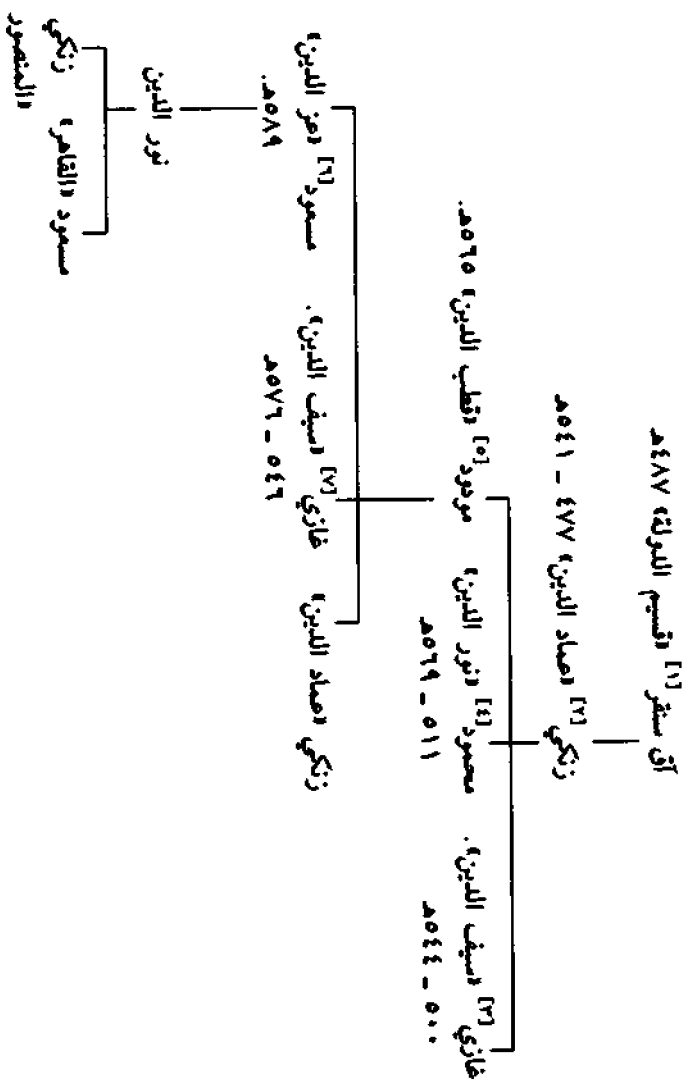 آق سنقر [١] «قسيم الدولة» ٤٨٧هـ
زنكي [٢] «عماد الدين» ٤٧٧ - ٥٤١هـ
غازي [٣] «سيف الدين».
٥٠٠ - ٥٤٤هـ
محمود [٤] «نور الدين»
٥١١ - ٥٦٩هـ
مودود [٥] «قطب الدين» ٥٦٥هـ.
زنكي «عماد الدين»
غازي [٧] «سيف الدين».
٥٤٦ - ٥٧٦هـ
مسعود [٦] «عز الدين»
٥٨٩هـ.
نور الدين
مسعود «القاهر»
زنكي
«المنصور